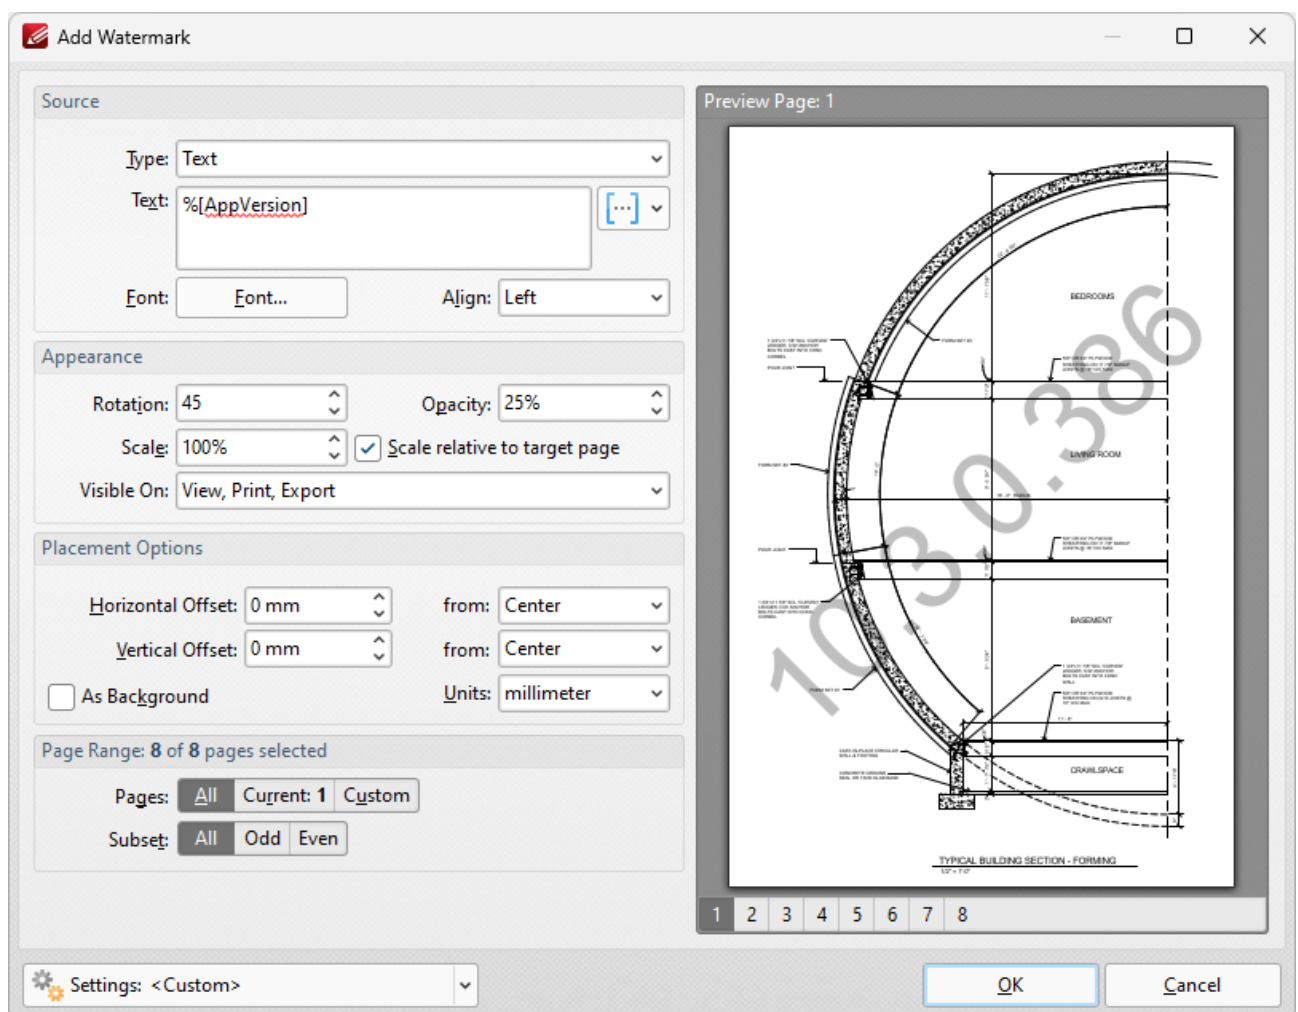 Add Watermark
Source
Type: Text
Text: %[AppVersion]
Font: Font... Align: Left
Appearance
Rotation: 45 Opacity: 25%
Scale: 100% Scale relative to target page
Visible On: View, Print, Export
Placement Options
Horizontal Offset: 0 mm from: Center
Vertical Offset: 0 mm from: Center
As Background Units: millimeter
Page Range: 8 of 8 pages selected
Pages: All Current: 1 Custom
Subset: All Odd Even
Preview Page: 1
BEDROOMS
LIVING ROOM
BASEMENT
CRAWLSPACE
10.3.0.386
TYPICAL BUILDING SECTION - FORMING
1/2" = 1'-0"
1 2 3 4 5 6 7 8
Settings: <Custom>
OK Cancel